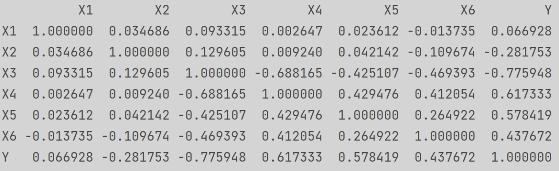 X1 X2 X3 X4 X5 X6 Y
X1 1.000000 0.034686 0.093315 0.002647 0.023612 -0.013735 0.066928
X2 0.034686 1.000000 0.129605 0.009240 0.042142 -0.109674 -0.281753
X3 0.093315 0.129605 1.000000 -0.688165 -0.425107 -0.469393 -0.775948
X4 0.002647 0.009240 -0.688165 1.000000 0.429476 0.412054 0.617333
X5 0.023612 0.042142 -0.425107 0.429476 1.000000 0.264922 0.578419
X6 -0.013735 -0.109674 -0.469393 0.412054 0.264922 1.000000 0.437672
Y 0.066928 -0.281753 -0.775948 0.617333 0.578419 0.437672 1.000000